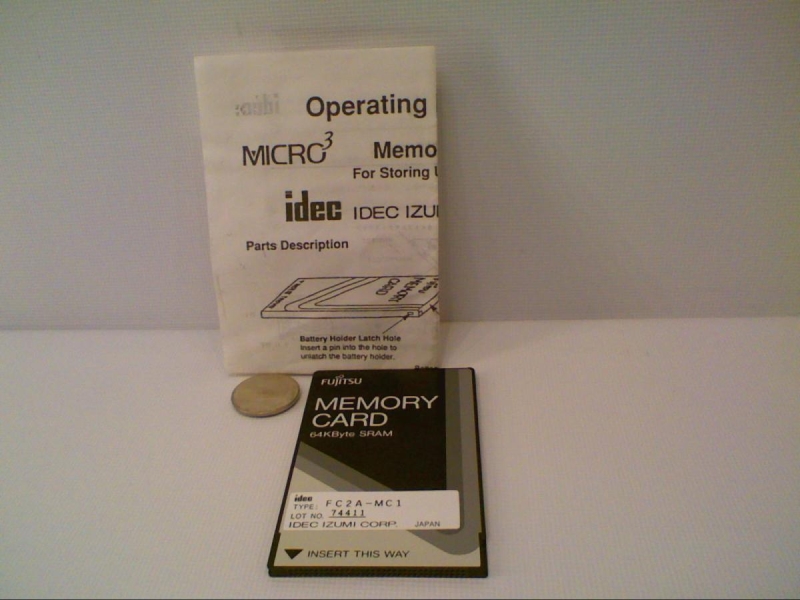 Operating
MICRO3 Memo
For Storing
idec IDEC IZU
Parts Description
MEMORY
CARD
Battery Holder Latch Hole
Insert a pin into the hole to
unlatch the battery holder.
FUJITSU
MEMORY
CARD
64KByte SRAM
idec
TYPE: FC2A-MC1
LOT NO. 74411
IDEC IZUMI CORP. JAPAN
▼ INSERT THIS WAY